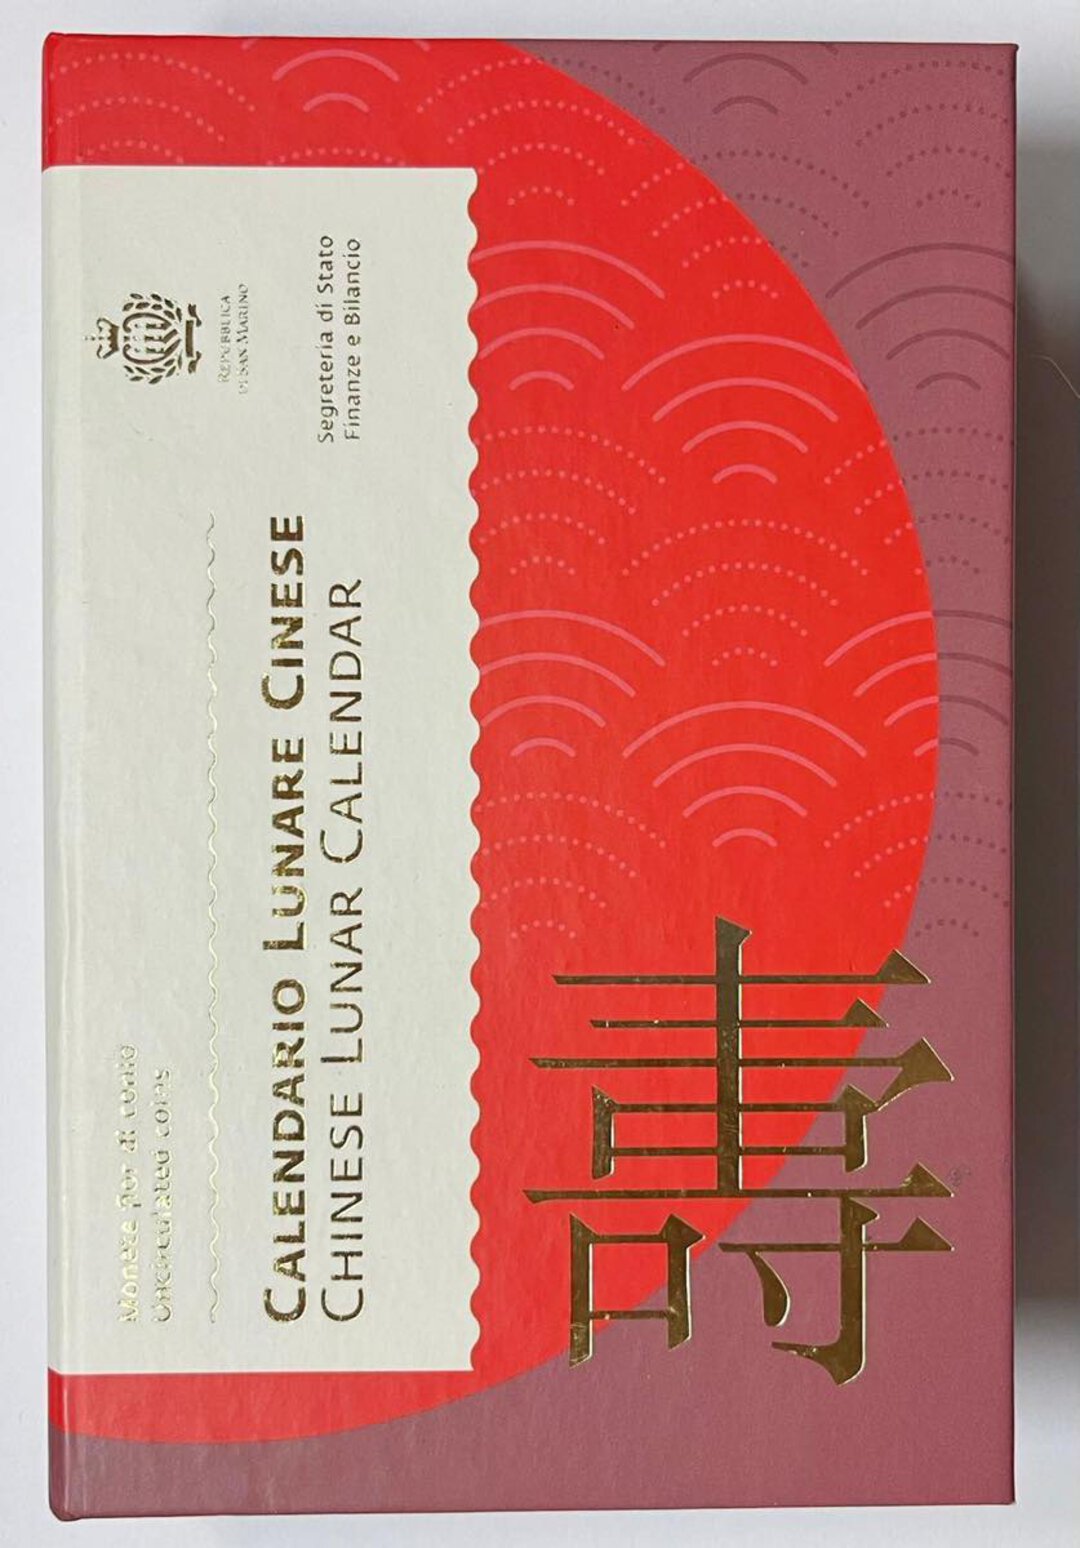 Monete fior di conio
Uncirculated coins
REPUBBLICA
DI SAN MARINO
CALENDARIO LUNARE CINESE
CHINESE LUNAR CALENDAR
Segreteria di Stato
Finanze e Bilancio
壽